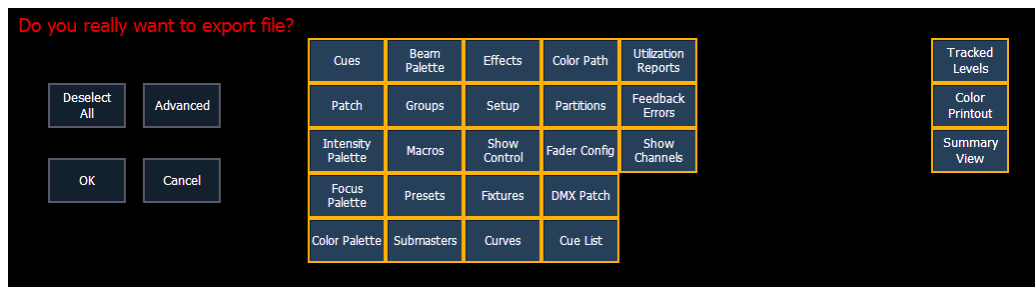 Do you really want to export file?
Deselect
All
Advanced
OK
Cancel
Cues
Beam
Palette
Effects
Color Path
Utilization
Reports
Patch
Groups
Setup
Partitions
Feedback
Errors
Intensity
Palette
Macros
Show
Control
Fader Config
Show
Channels
Focus
Palette
Presets
Fixtures
DMX Patch
Color Palette
Submasters
Curves
Cue List
Tracked
Levels
Color
Printout
Summary
View